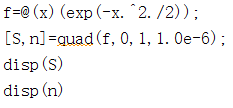 f=@(x)(exp(-x.^2./2));
[S,n]=quad(f,0,1,1.0e-6);
disp(S)
disp(n)